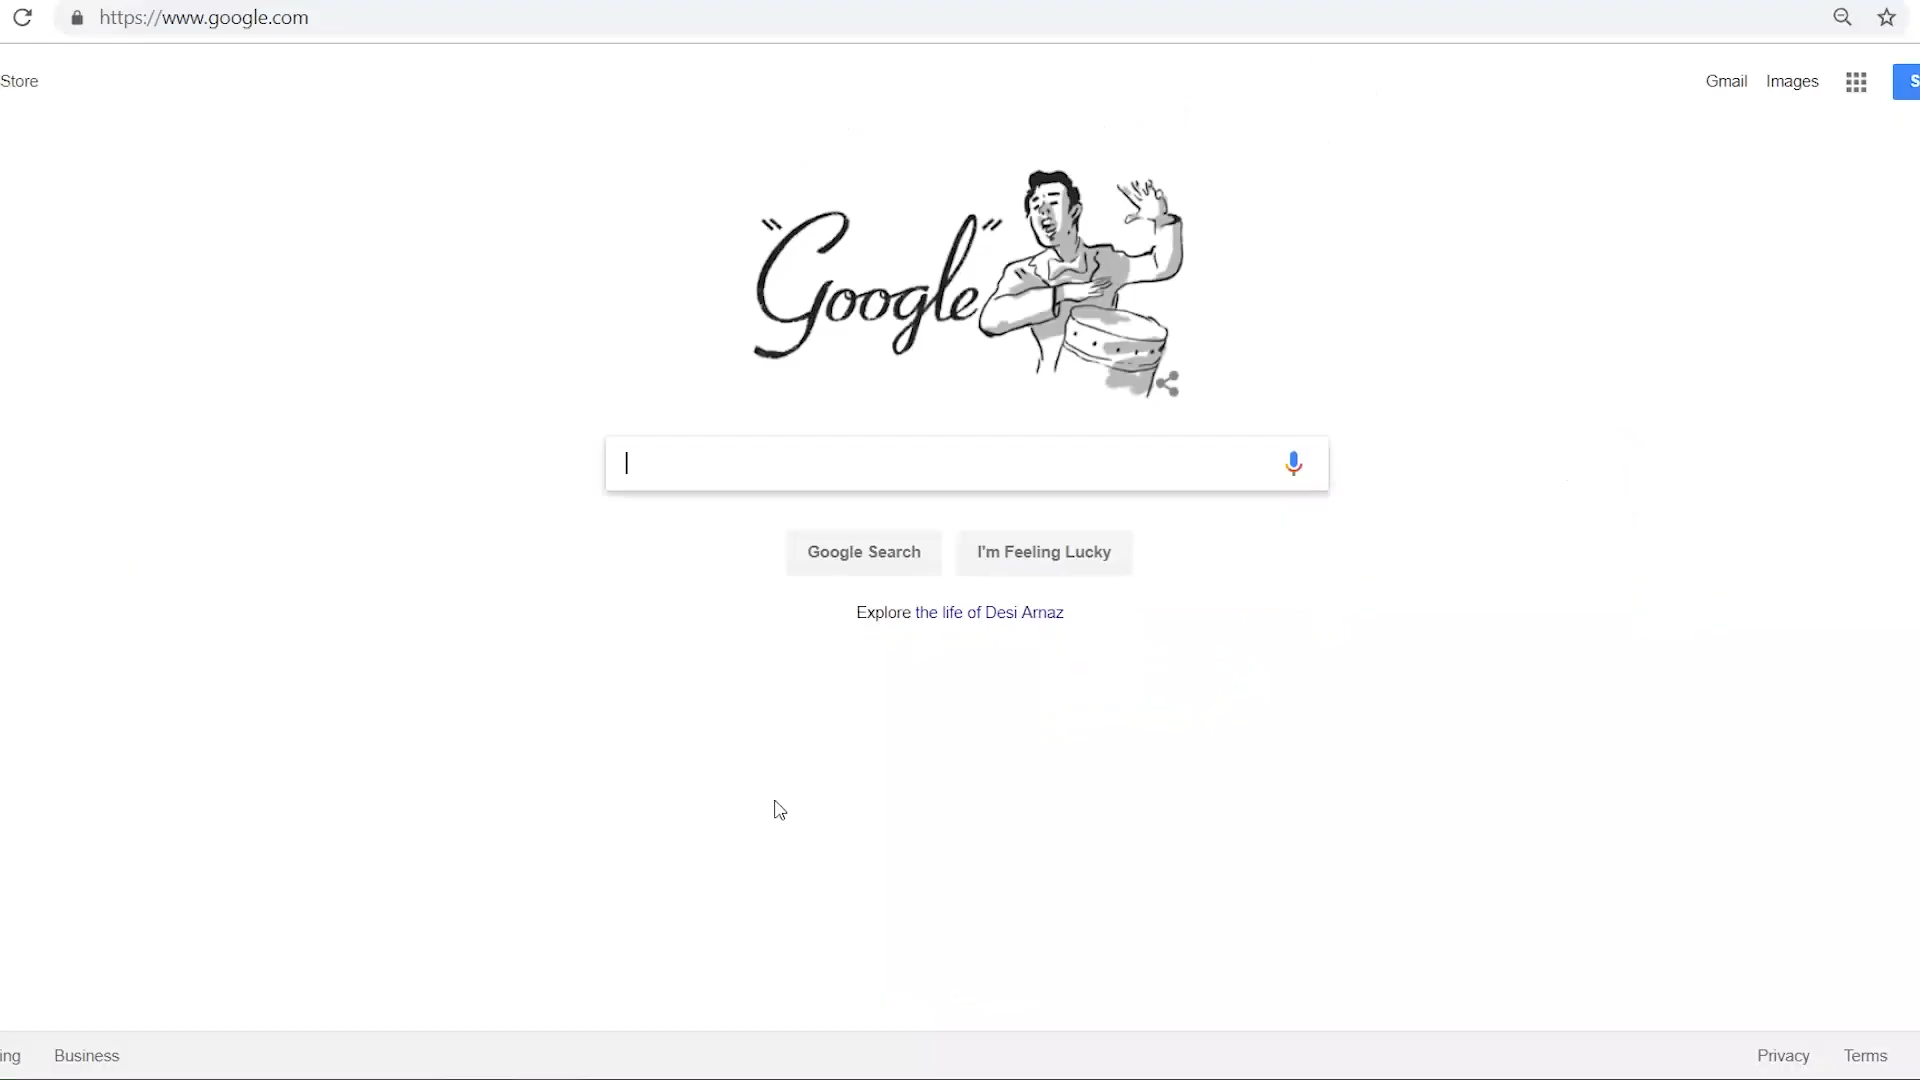 https://www.google.com
Store
Gmail Images
"Google"
Google Search I'm Feeling Lucky
Explore the life of Desi Arnaz
ing Business
Privacy Terms